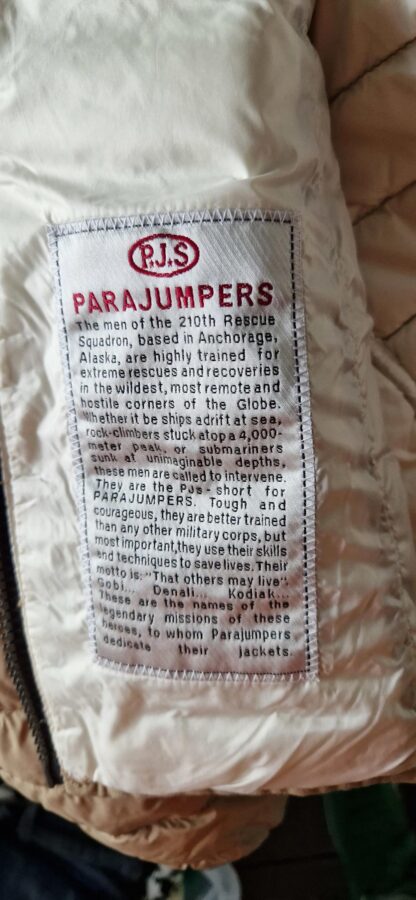 P.J.S
PARAJUMPERS
The men of the 210th Rescue
Squadron, based in Anchorage,
Alaska, are highly trained for
extreme rescues and recoveries
in the wildest, most remote and
hostile corners of the Globe.
Whether it be ships adrift at sea,
rock-climbers stuck atop a 4,000-
meter peak, or submariners
sunk at unimaginable depths,
these men are called to intervene.
They are the PJs - short for
PARAJUMPERS. Tough and
courageous, they are better trained
than any other military corps, but
most important, they use their skills
and techniques to save lives. Their
motto is: "That others may live".
Gobi... Denali... Kodiak...
These are the names of the
legendary missions of these
heroes, to whom Parajumpers
dedicate their jackets.